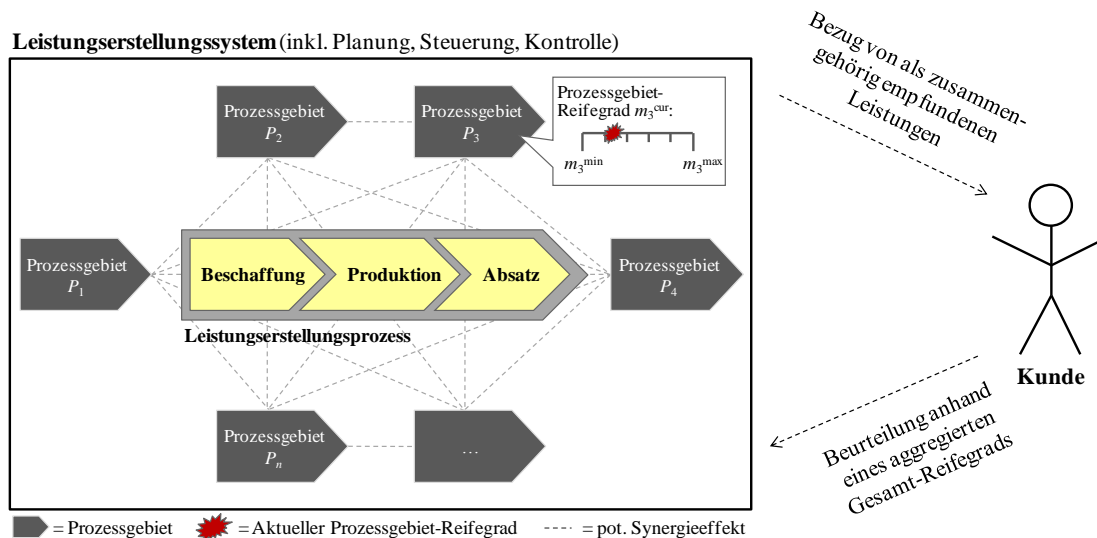 Leistungserstellungssystem (inkl. Planung, Steuerung, Kontrolle)
Bezug von als zusammen-
gehörig empfundenen
Leistungen
Prozessgebiet
P2
Prozessgebiet
P3
Prozessgebiet-
Reifegrad m3cur:
m3min
m3max
Prozessgebiet
P1
Beschaffung
Produktion
Absatz
Prozessgebiet
P4
Leistungserstellungsprozess
Kunde
Prozessgebiet
Pn
...
Beurteilung anhand
eines aggregierten
Gesamt-Reifegrads
= Prozessgebiet
= Aktueller Prozessgebiet-Reifegrad
= pot. Synergieeffekt